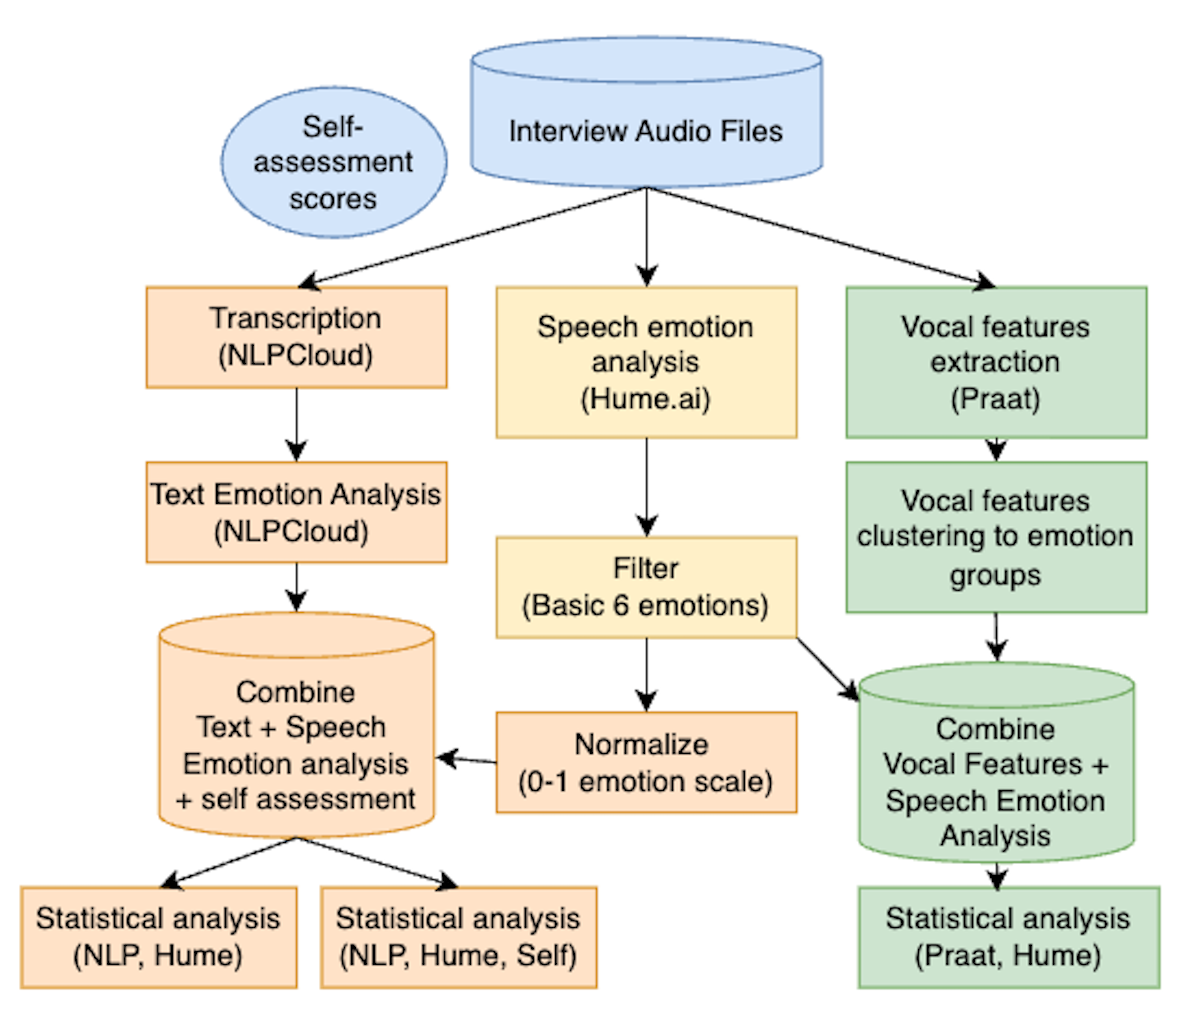 Self-
assessment
scores
Interview Audio Files
Transcription
(NLPCloud)
Speech emotion
analysis
(Hume.ai)
Vocal features
extraction
(Praat)
Text Emotion Analysis
(NLPCloud)
Vocal features
clustering to emotion
groups
Filter
(Basic 6 emotions)
Combine
Text + Speech
Emotion analysis
+ self assessment
Normalize
(0-1 emotion scale)
Combine
Vocal Features +
Speech Emotion
Analysis
Statistical analysis
(NLP, Hume)
Statistical analysis
(NLP, Hume, Self)
Statistical analysis
(Praat, Hume)